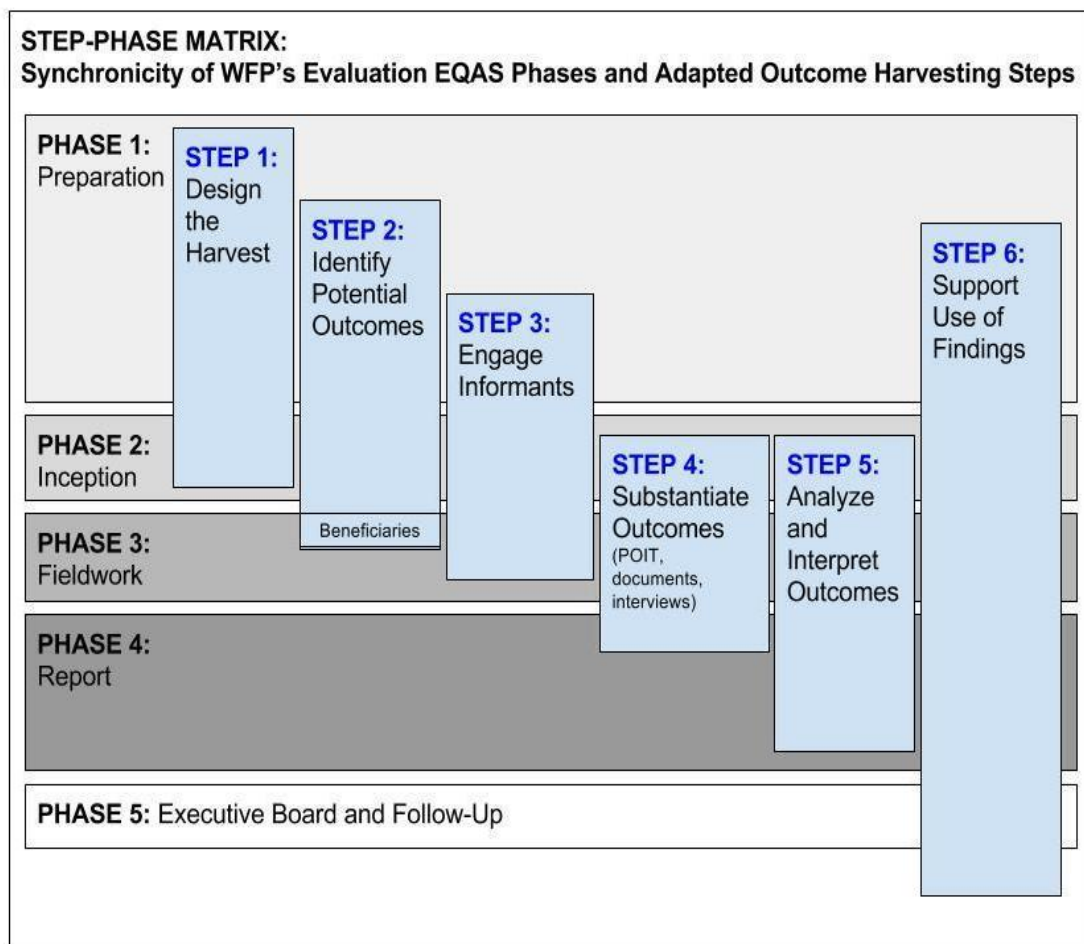 STEP-PHASE MATRIX:
Synchronicity of WFP's Evaluation EQAS Phases and Adapted Outcome Harvesting Steps
PHASE 1:
Preparation
STEP 1:
Design
the
Harvest
STEP 2:
Identify
Potential
Outcomes
STEP 3:
Engage
Informants
STEP 6:
Support
Use of
Findings
PHASE 2:
Inception
STEP 4:
Substantiate
Outcomes
(POIT,
documents,
interviews)
STEP 5:
Analyze
and
Interpret
Outcomes
Beneficiaries
PHASE 3:
Fieldwork
PHASE 4:
Report
PHASE 5: Executive Board and Follow-Up